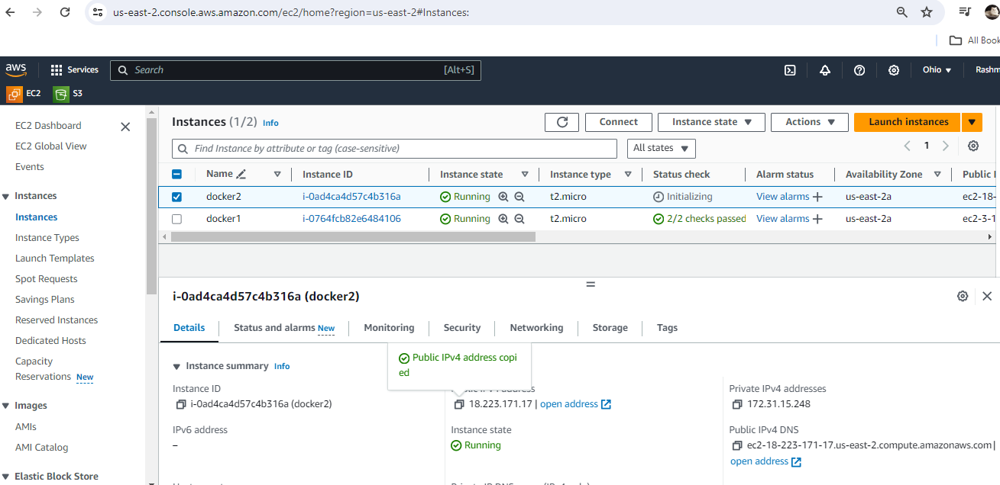 us-east-2.console.aws.amazon.com/ec2/home?region=us-east-2#Instances:
All Book
aws Services Search [Alt+S] Ohio Rashm
EC2 S3
EC2 Dashboard
EC2 Global View
Events
Instances
Instances
Instance Types
Launch Templates
Spot Requests
Savings Plans
Reserved Instances
Dedicated Hosts
Capacity
Reservations New
Images
AMIs
AMI Catalog
Elastic Block Store
Instances (1/2) Info Connect Instance state Actions Launch instances
Find Instance by attribute or tag (case-sensitive) All states 1
Name Instance ID Instance state Instance type Status check Alarm status Availability Zone Public I
docker2 i-0ad4ca4d57c4b316a Running t2.micro Initializing View alarms + us-east-2a ec2-18-
docker1 i-0764fcb82e6484106 Running t2.micro 2/2 checks passed View alarms + us-east-2a ec2-3-1
i-0ad4ca4d57c4b316a (docker2)
Details Status and alarms New Monitoring Security Networking Storage Tags
Public IPv4 address copi
ed
Instance summary Info
Instance ID
i-0ad4ca4d57c4b316a (docker2)
address
18.223.171.17 | open address
Private IPv4 addresses
172.31.15.248
IPv6 address
–
Instance state
Running
Public IPv4 DNS
ec2-18-223-171-17.us-east-2.compute.amazonaws.com |
open address